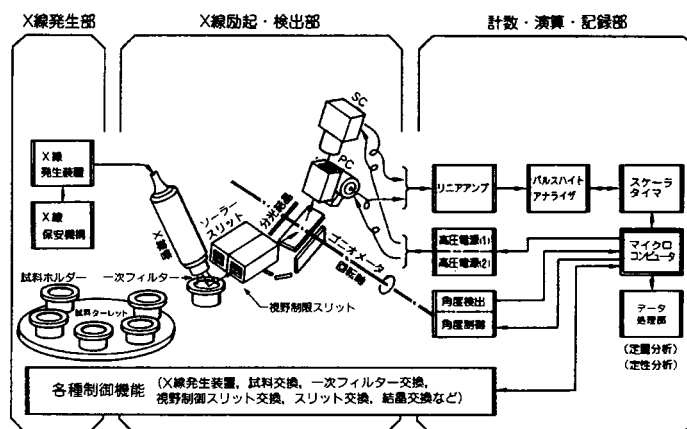 X線発生部
X線励起・検出部
計数・演算・記録部
X線
発生装置
X線
保安機構
X線管
ソーラー
スリット
分光結晶
SC
PC
ゴニオメータ
回転軸
一次フィルター
視野制限スリット
試料ホルダー
試料ターレット
リニアアンプ
パルスハイト
アナライザ
スケーラ
タイマ
高圧電源(1)
高圧電源(2)
マイクロ
コンピュータ
角度検出
角度制御
データ
処理部
(定量分析)
(定性分析)
各種制御機能
(X線発生装置, 試料交換, 一次フィルター交換,
視野制御スリット交換, スリット交換, 結晶交換など)